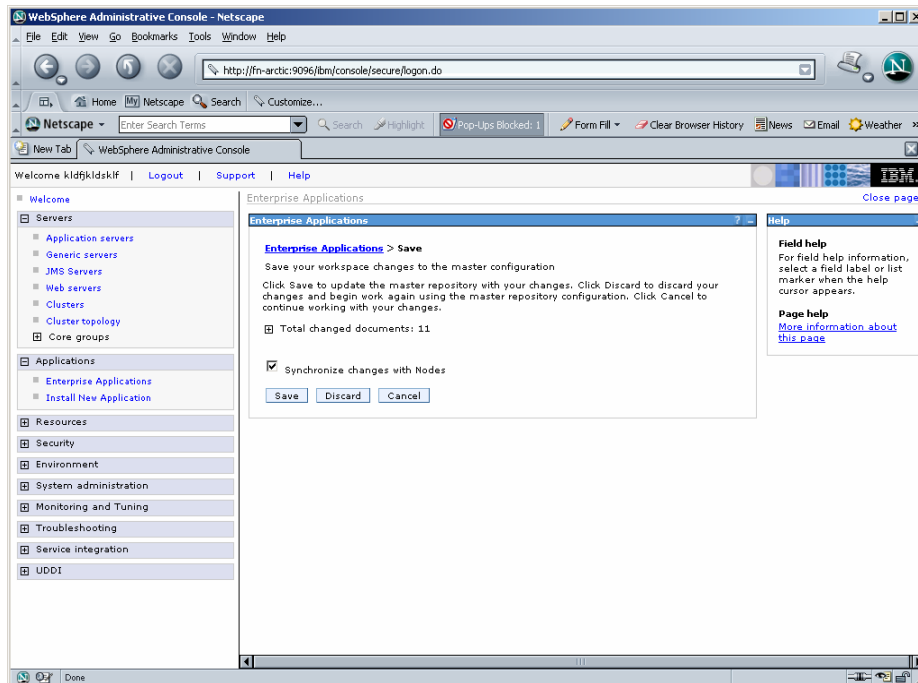 WebSphere Administrative Console - Netscape
File Edit View Go Bookmarks Tools Window Help
http://fn-arctic:9096/ibm/console/secure/logon.do
Home My Netscape Search Customize...
Netscape Enter Search Terms Search Highlight Pop-Ups Blocked: 1 Form Fill Clear Browser History News Email Weather »
New Tab WebSphere Administrative Console
Welcome kldfjkldsklf | Logout | Support | Help IBM.
Welcome
Servers
Application servers
Generic servers
JMS Servers
Web servers
Clusters
Cluster topology
Core groups
Applications
Enterprise Applications
Install New Application
Resources
Security
Environment
System administration
Monitoring and Tuning
Troubleshooting
Service integration
UDDI
Enterprise Applications Close page
Enterprise Applications ? -
Enterprise Applications > Save
Save your workspace changes to the master configuration
Click Save to update the master repository with your changes. Click Discard to discard your
changes and begin work again using the master repository configuration. Click Cancel to
continue working with your changes.
Total changed documents: 11
Synchronize changes with Nodes
Save Discard Cancel
Help
Field help
For field help information,
select a field label or list
marker when the help
cursor appears.
Page help
More information about
this page
Done